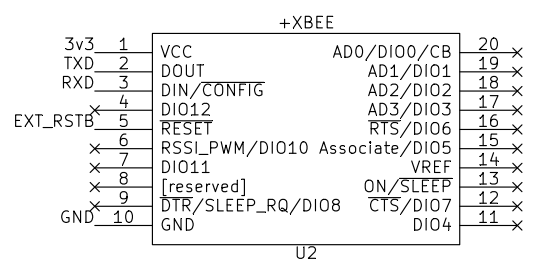 +XBEE
3v3 1 VCC AD0/DIO0/CB 20
TXD 2 DOUT AD1/DIO1 19
RXD 3 DIN/CONFIG AD2/DIO2 18
4 DIO12 AD3/DIO3 17
EXT_RSTB 5 RESET RTS/DIO6 16
6 RSSI_PWM/DIO10 Associate/DIO5 15
7 DIO11 VREF 14
8 [reserved] ON/SLEEP 13
9 DTR/SLEEP_RQ/DIO8 CTS/DIO7 12
GND 10 GND DIO4 11
U2